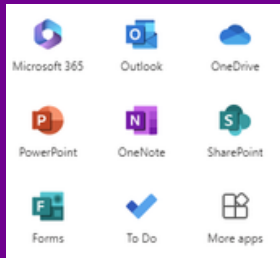 Microsoft 365 Outlook OneDrive
PowerPoint OneNote SharePoint
Forms To Do More apps